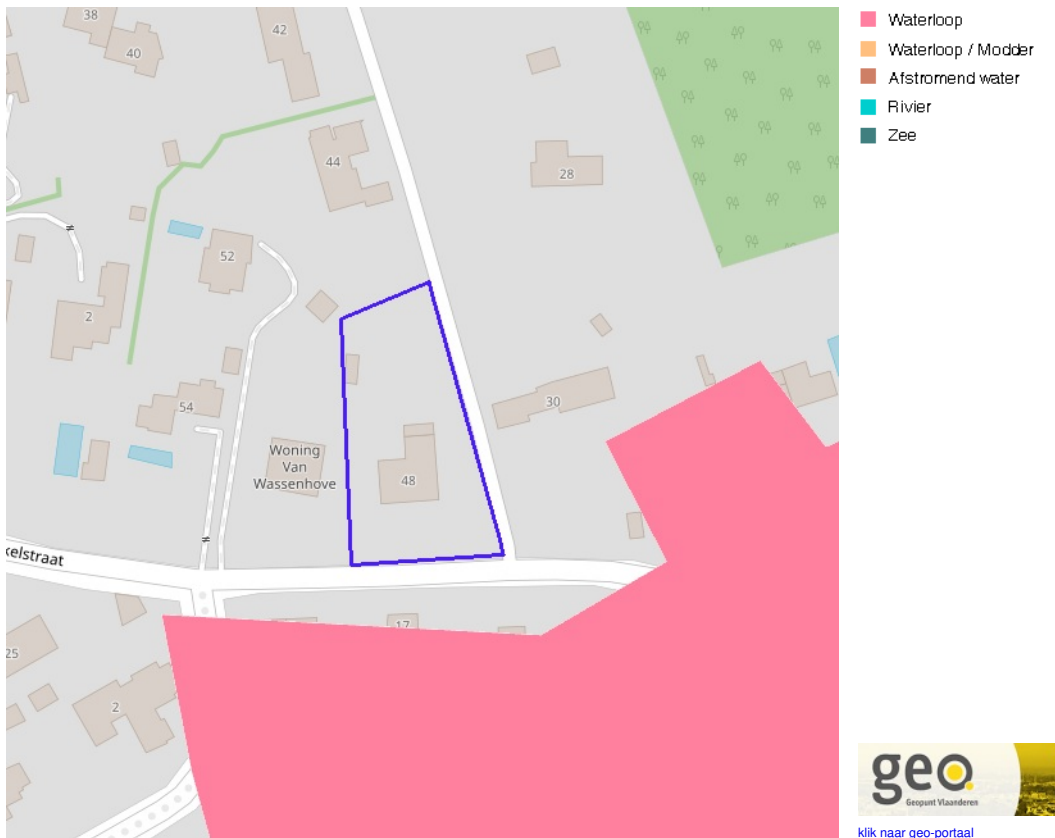 38
40
42
44
28
52
2
54
30
Woning
Van
Wassenhove
48
kelstraat
17
25
2
Waterloop
Waterloop / Modder
Afstromend water
Rivier
Zee
geo.
Geopunt Vlaanderen
klik naar geo-portaal